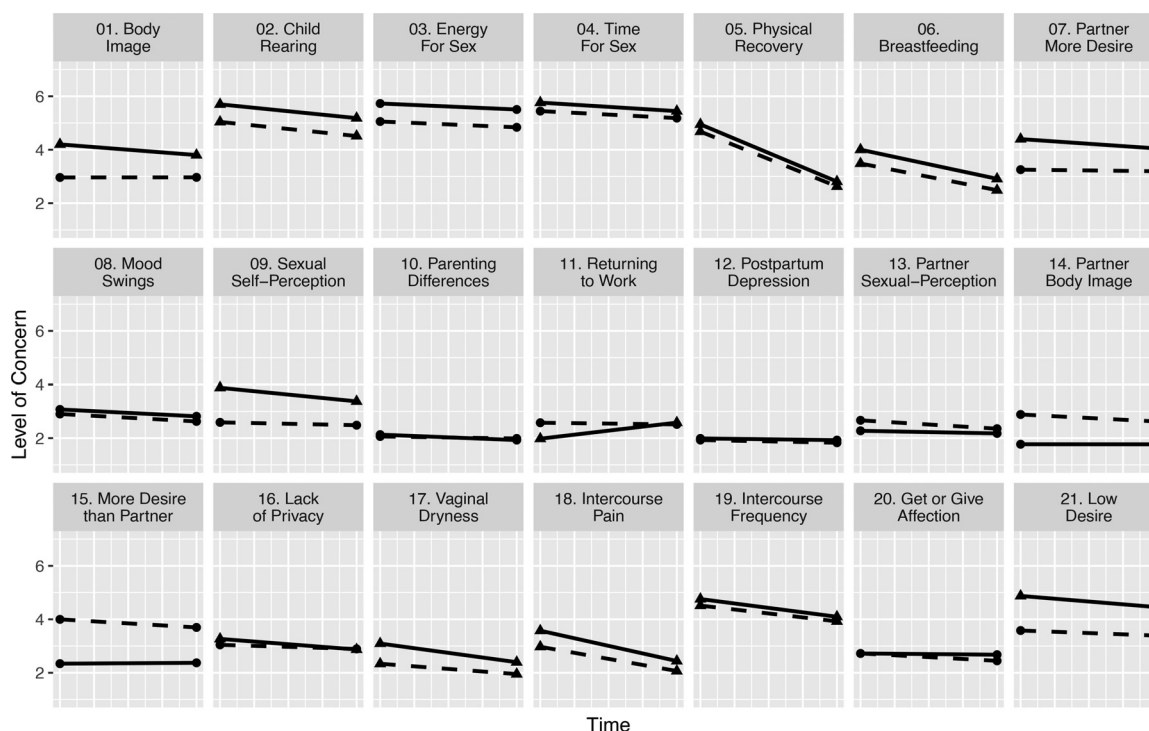 01. Body
Image
02. Child
Rearing
03. Energy
For Sex
04. Time
For Sex
05. Physical
Recovery
06.
Breastfeeding
07. Partner
More Desire
6
4
2
08. Mood
Swings
09. Sexual
Self−Perception
10. Parenting
Differences
11. Returning
to Work
12. Postpartum
Depression
13. Partner
Sexual−Perception
14. Partner
Body Image
6
4
2
Level of Concern
15. More Desire
than Partner
16. Lack
of Privacy
17. Vaginal
Dryness
18. Intercourse
Pain
19. Intercourse
Frequency
20. Get or Give
Affection
21. Low
Desire
6
4
2
Time